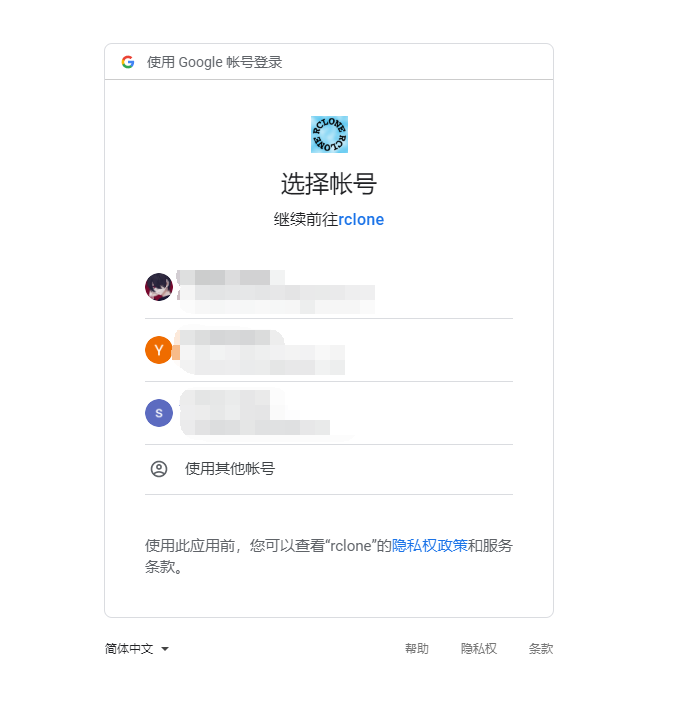 使用 Google 帐号登录
RCLONE RCLONE
选择帐号
继续前往rclone
Y
s
使用其他帐号
使用此应用前，您可以查看“rclone”的隐私权政策和服务
条款。
简体中文
帮助
隐私权
条款